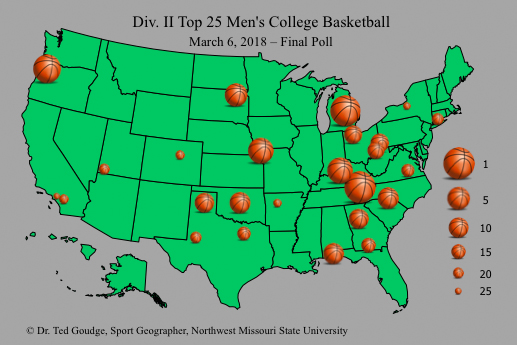 Div. II Top 25 Men's College Basketball
March 6, 2018 – Final Poll
1
5
10
15
20
25
© Dr. Ted Goudge, Sport Geographer, Northwest Missouri State University